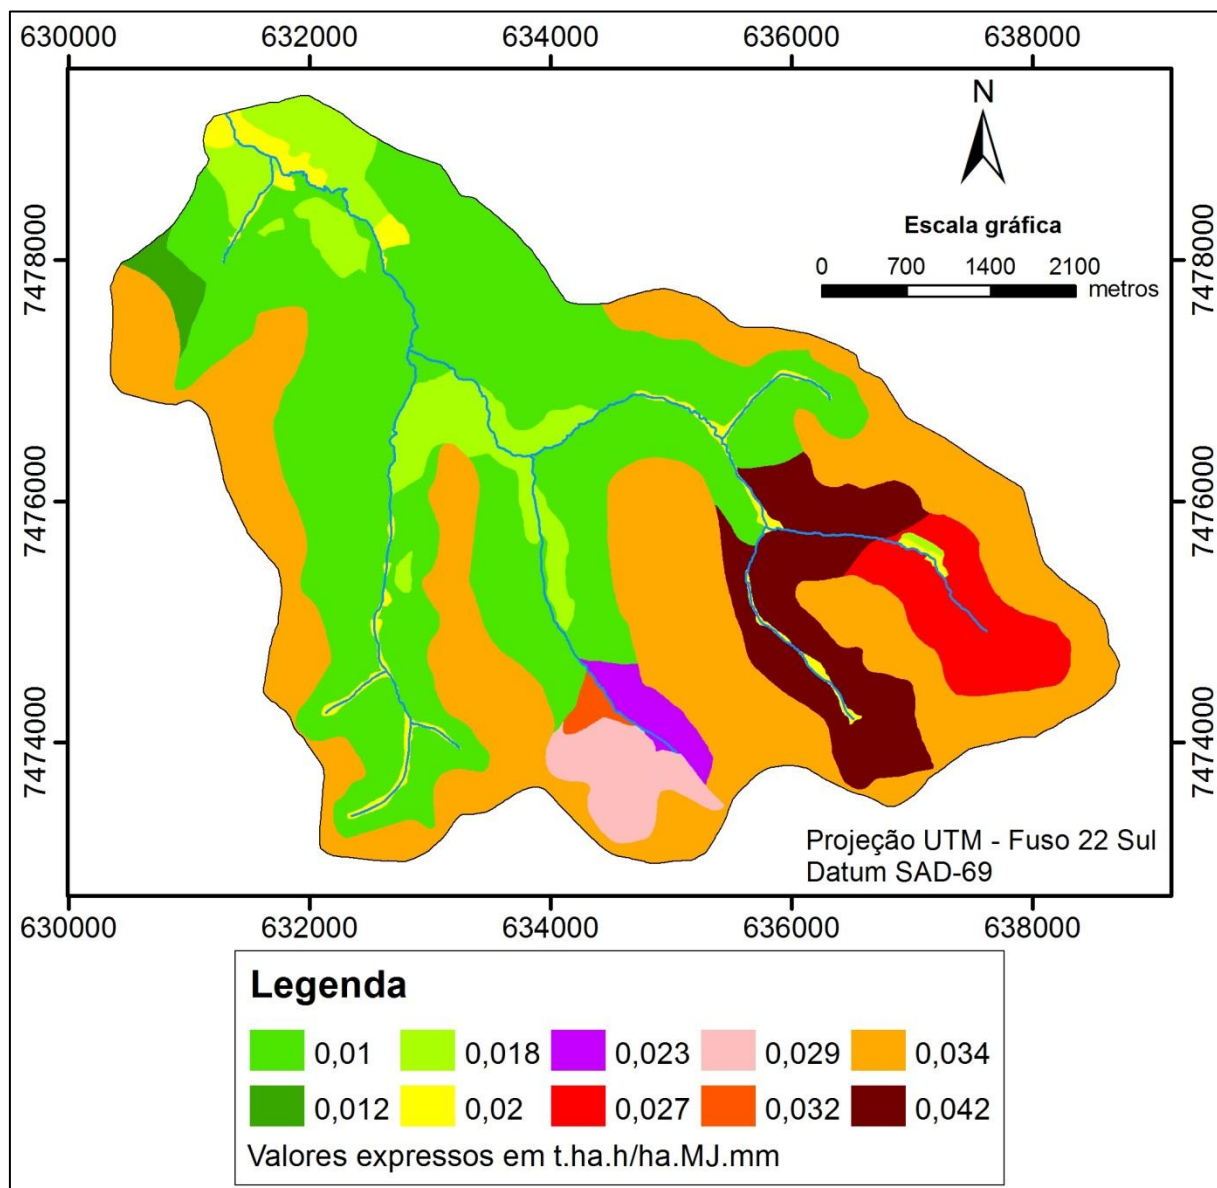 630000 632000 634000 636000 638000
N
Escala gráfica
0 700 1400 2100
metros
7478000 7478000
7476000 7476000
7474000 7474000
Projeção UTM - Fuso 22 Sul
Datum SAD-69
630000 632000 634000 636000 638000
Legenda
0,01 0,018 0,023 0,029 0,034
0,012 0,02 0,027 0,032 0,042
Valores expressos em t.ha.h/ha.MJ.mm